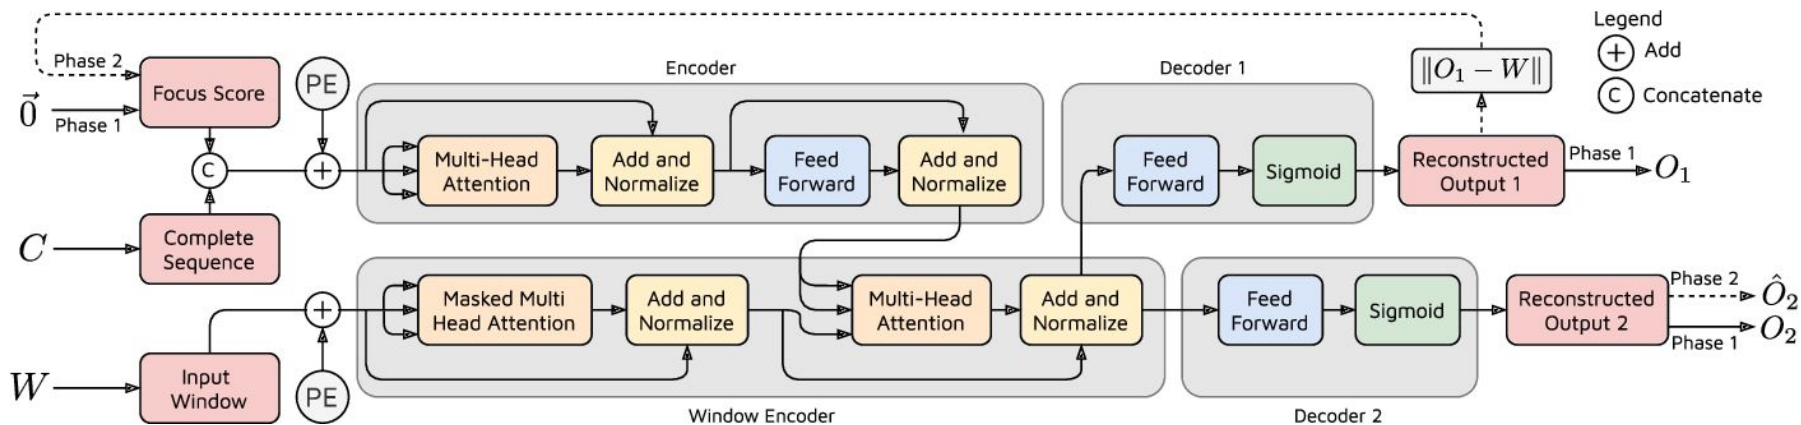 Phase 2
Focus Score
PE
Encoder
Decoder 1
‖O₁ − W‖
Legend
+ Add
C Concatenate
0⃗
Phase 1
C
+
Multi-Head
Attention
Add and
Normalize
Feed
Forward
Add and
Normalize
Feed
Forward
Sigmoid
Reconstructed
Output 1
Phase 1
O₁
C
Complete
Sequence
+
Masked Multi
Head Attention
Add and
Normalize
Multi-Head
Attention
Add and
Normalize
Feed
Forward
Sigmoid
Reconstructed
Output 2
Phase 2
Ô₂
Phase 1
O₂
W
Input
Window
PE
Window Encoder
Decoder 2